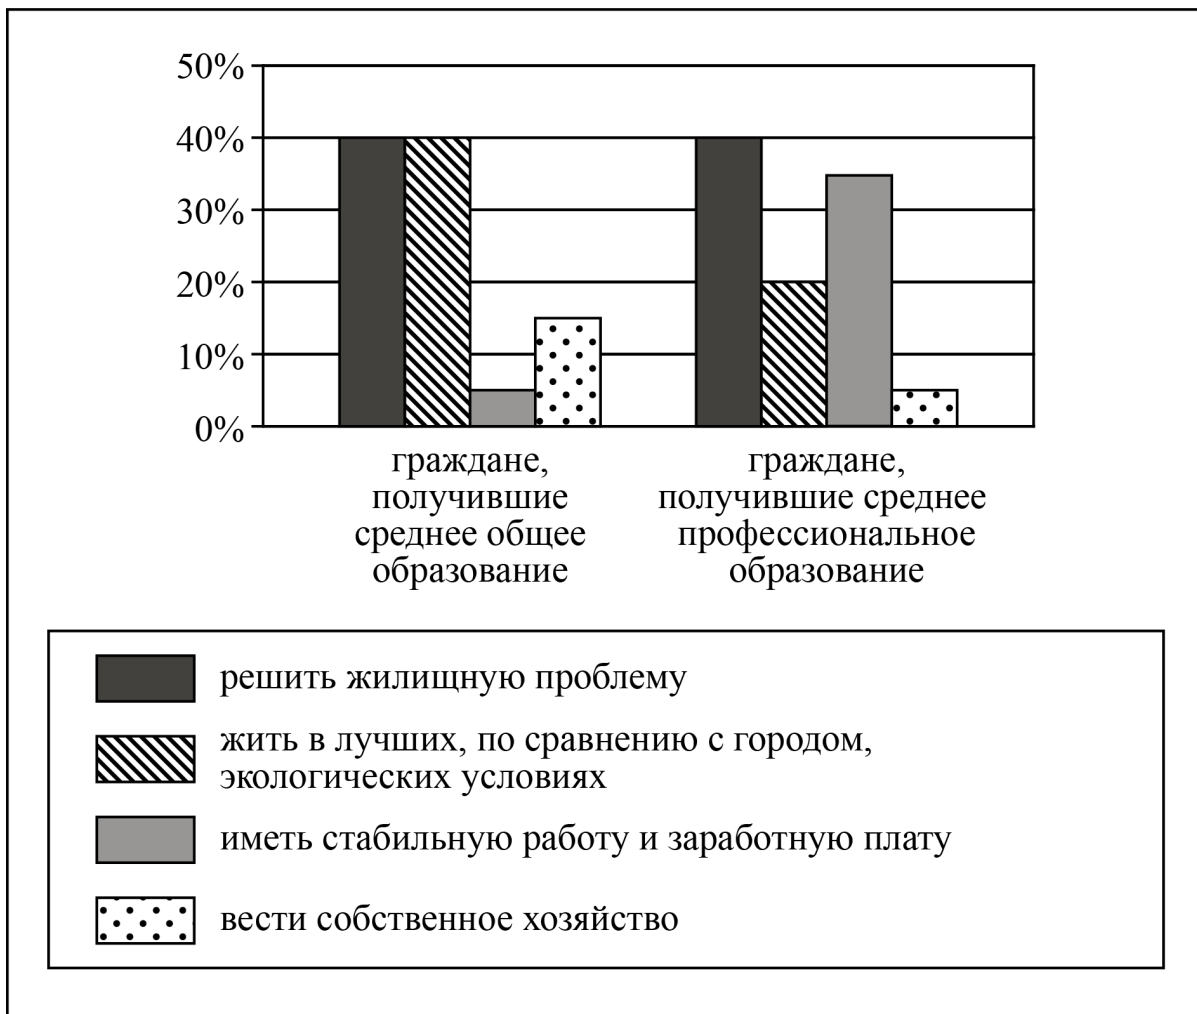 50%
40%
30%
20%
10%
0%
граждане,
получившие
среднее общее
образование
граждане,
получившие среднее
профессиональное
образование
решить жилищную проблему
жить в лучших, по сравнению с городом,
экологических условиях
иметь стабильную работу и заработную плату
вести собственное хозяйство